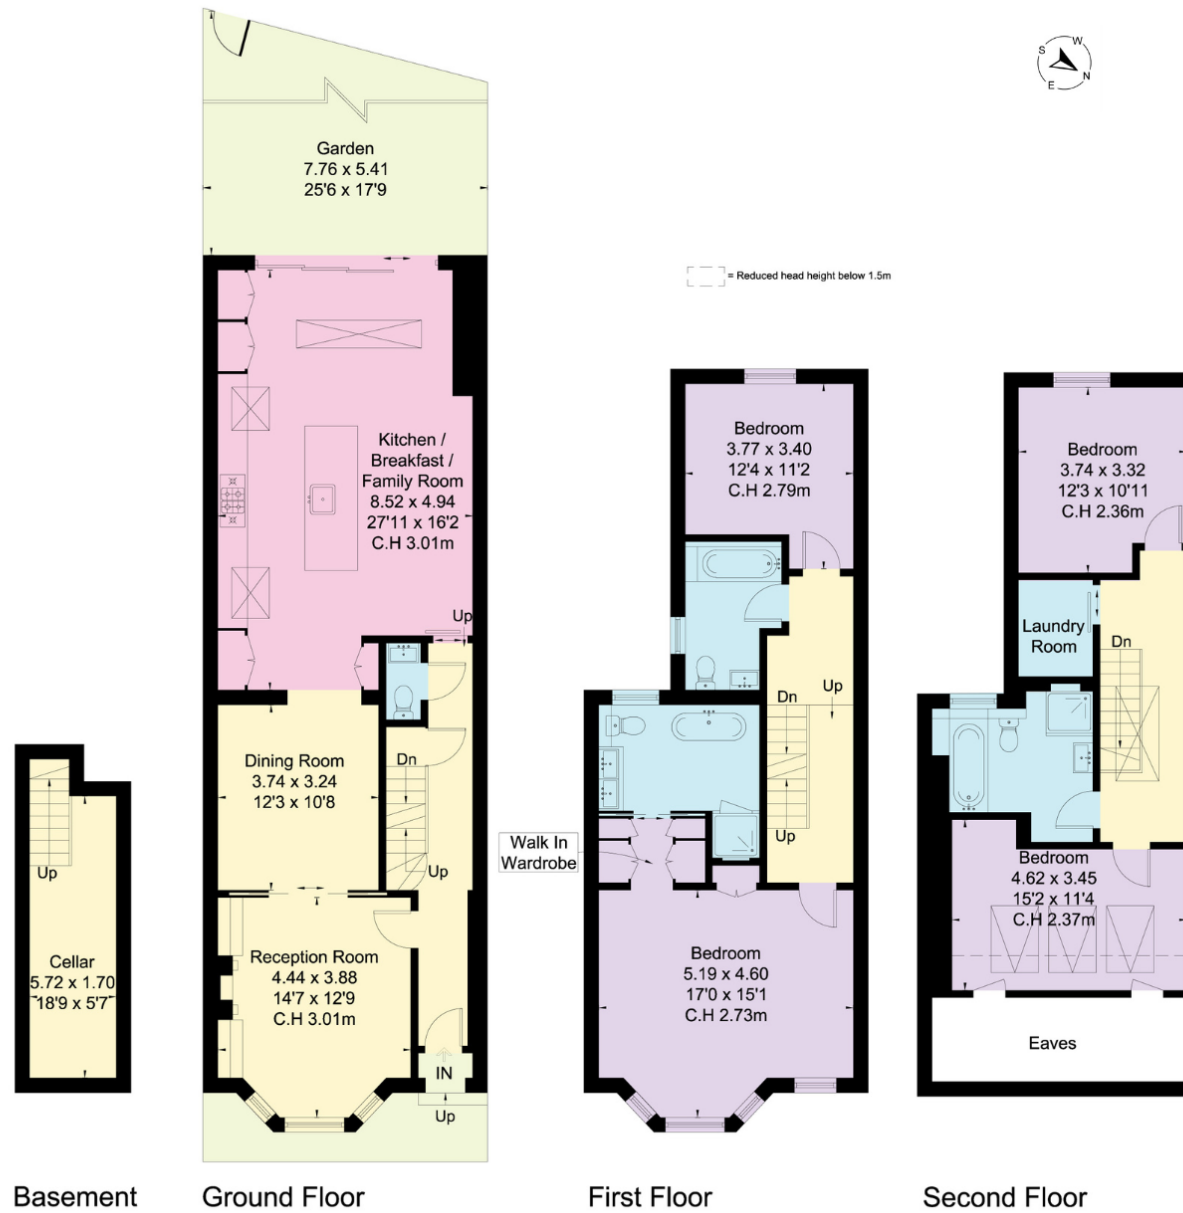 S
W
E
N
Garden
7.76 x 5.41
25'6 x 17'9
= Reduced head height below 1.5m
Kitchen /
Breakfast /
Family Room
8.52 x 4.94
27'11 x 16'2
C.H 3.01m
Up
Dining Room
3.74 x 3.24
12'3 x 10'8
Dn
Up
Reception Room
4.44 x 3.88
14'7 x 12'9
C.H 3.01m
IN
Up
Up
Cellar
5.72 x 1.70
18'9 x 5'7
Bedroom
3.77 x 3.40
12'4 x 11'2
C.H 2.79m
Dn
Up
Up
Walk In
Wardrobe
Bedroom
5.19 x 4.60
17'0 x 15'1
C.H 2.73m
Bedroom
3.74 x 3.32
12'3 x 10'11
C.H 2.36m
Laundry
Room
Dn
Bedroom
4.62 x 3.45
15'2 x 11'4
C.H 2.37m
Eaves
Basement
Ground Floor
First Floor
Second Floor